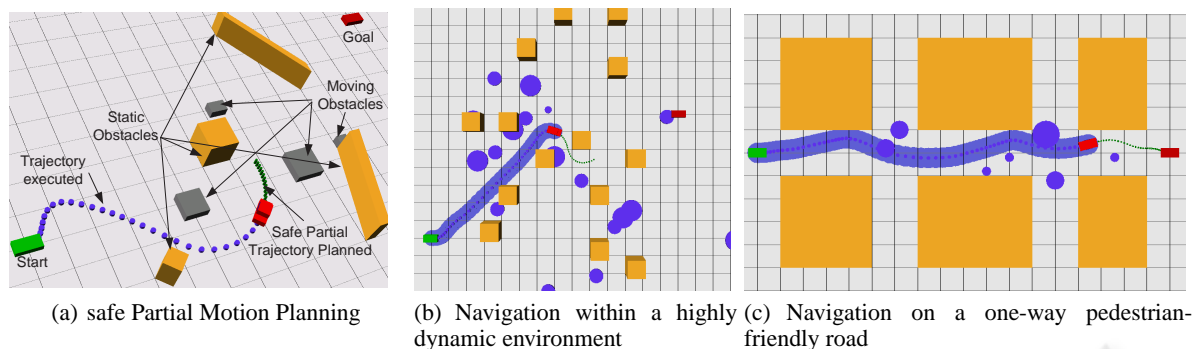 Goal
Moving
Obstacles
Static
Obstacles
Trajectory
executed
Safe Partial
Trajectory Planned
Start
(a) safe Partial Motion Planning
(b) Navigation within a highly
dynamic environment
(c) Navigation on a one-way pedestrian-
friendly road